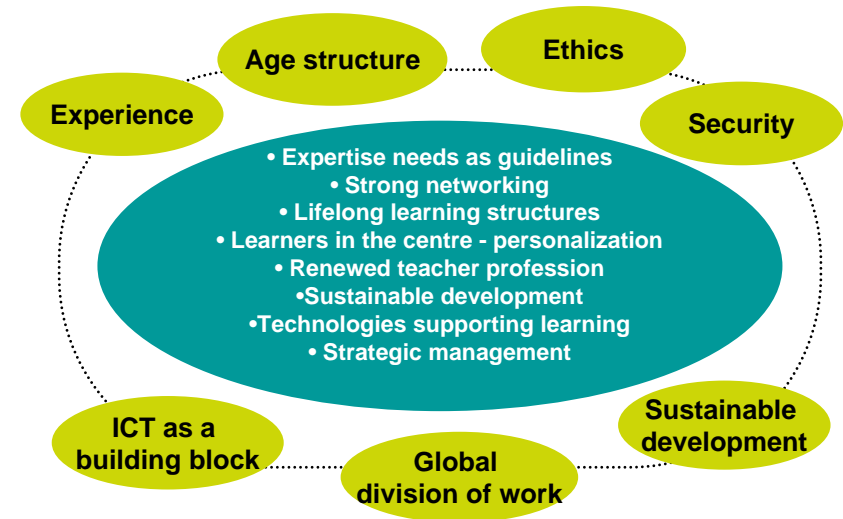 Age structure
Ethics
Experience
Security
• Expertise needs as guidelines
• Strong networking
• Lifelong learning structures
• Learners in the centre - personalization
• Renewed teacher profession
•Sustainable development
•Technologies supporting learning
• Strategic management
Sustainable
development
ICT as a
building block
Global
division of work